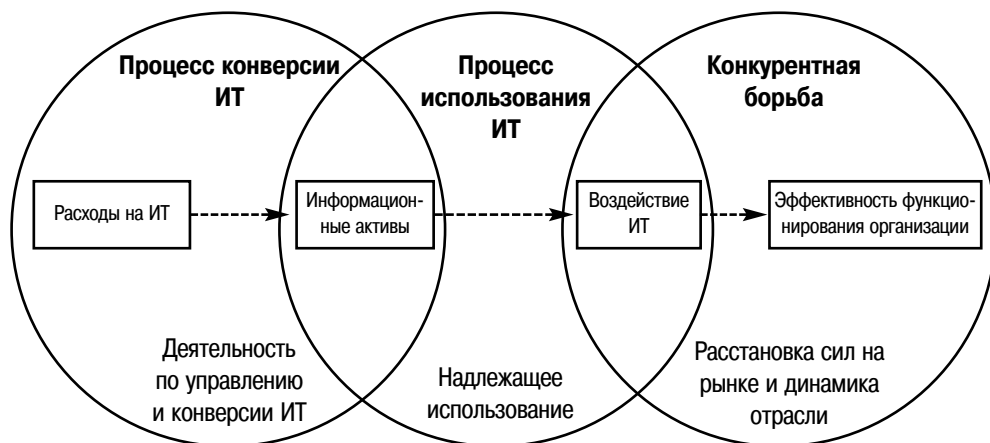 Процесс конверсии
ИТ
Процесс
использования
ИТ
Конкурентная
борьба
Расходы на ИТ
Информацион-
ные активы
Воздействие
ИТ
Эффективность функцио-
нирования организации
Деятельность
по управлению
и конверсии ИТ
Надлежащее
использование
Расстановка сил на
рынке и динамика
отрасли